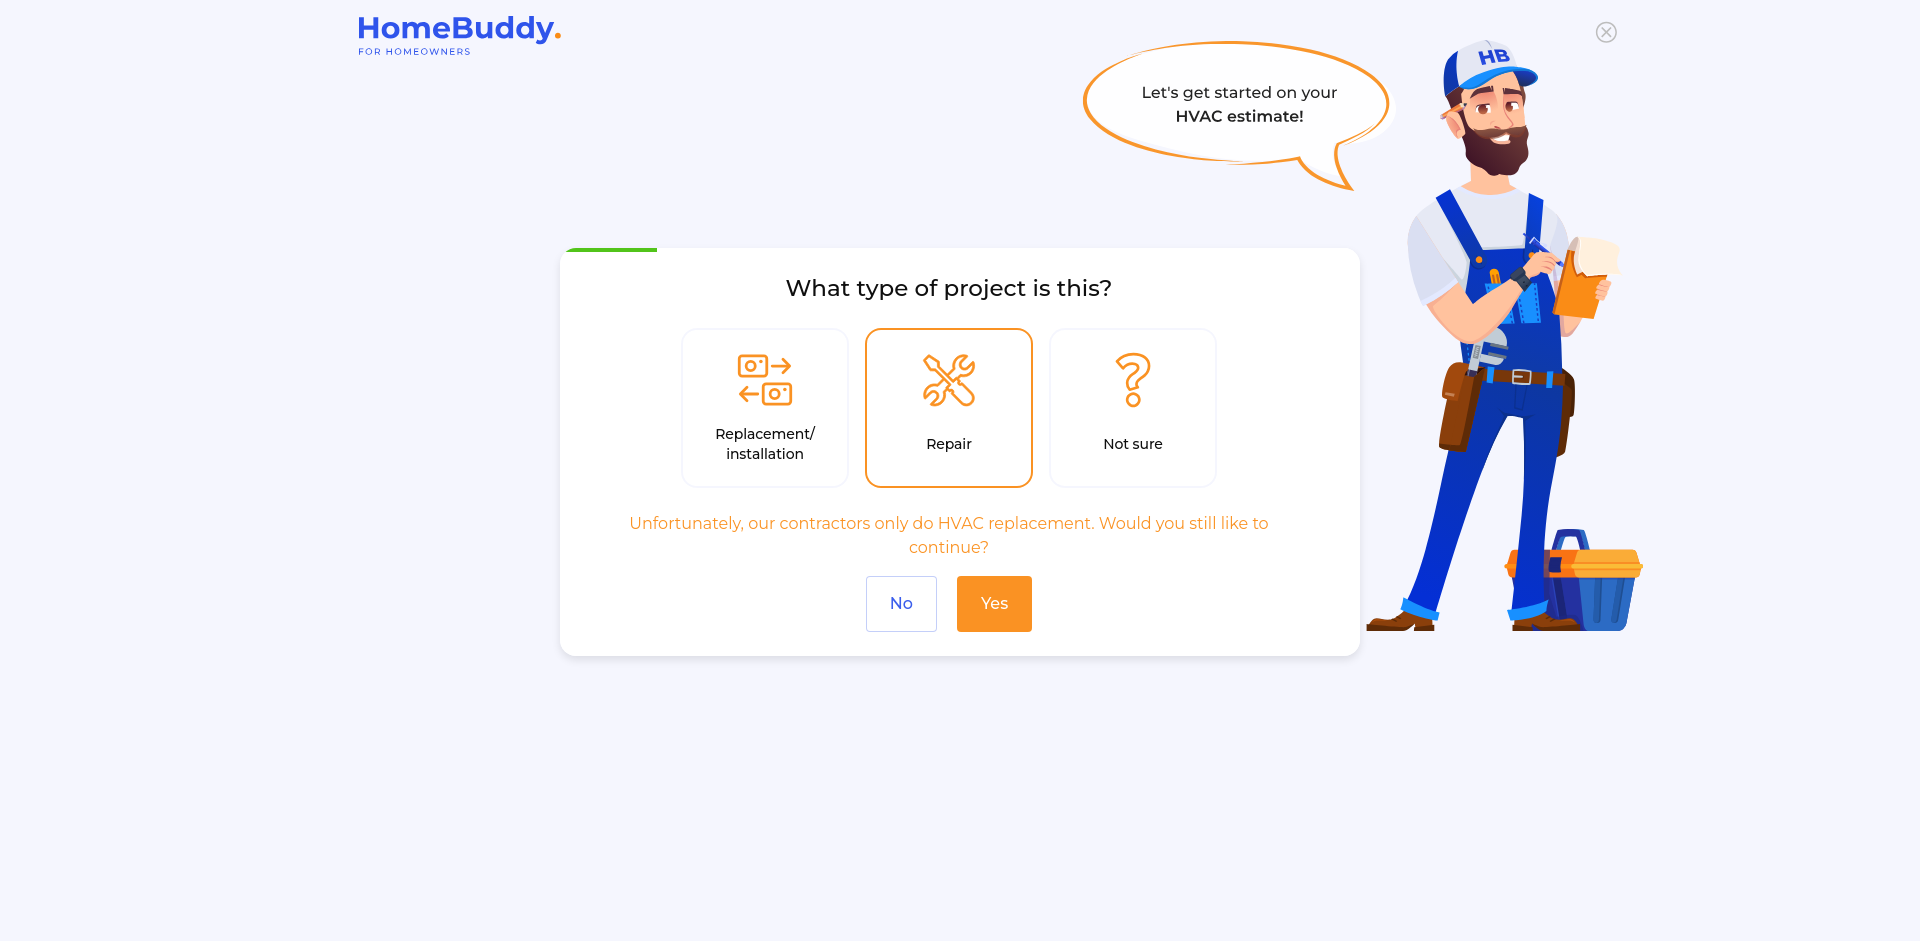 HomeBuddy.
FOR HOMEOWNERS
Let's get started on your
HVAC estimate!
HB
What type of project is this?
Replacement/
installation
Repair
Not sure
Unfortunately, our contractors only do HVAC replacement. Would you still like to
continue?
No
Yes